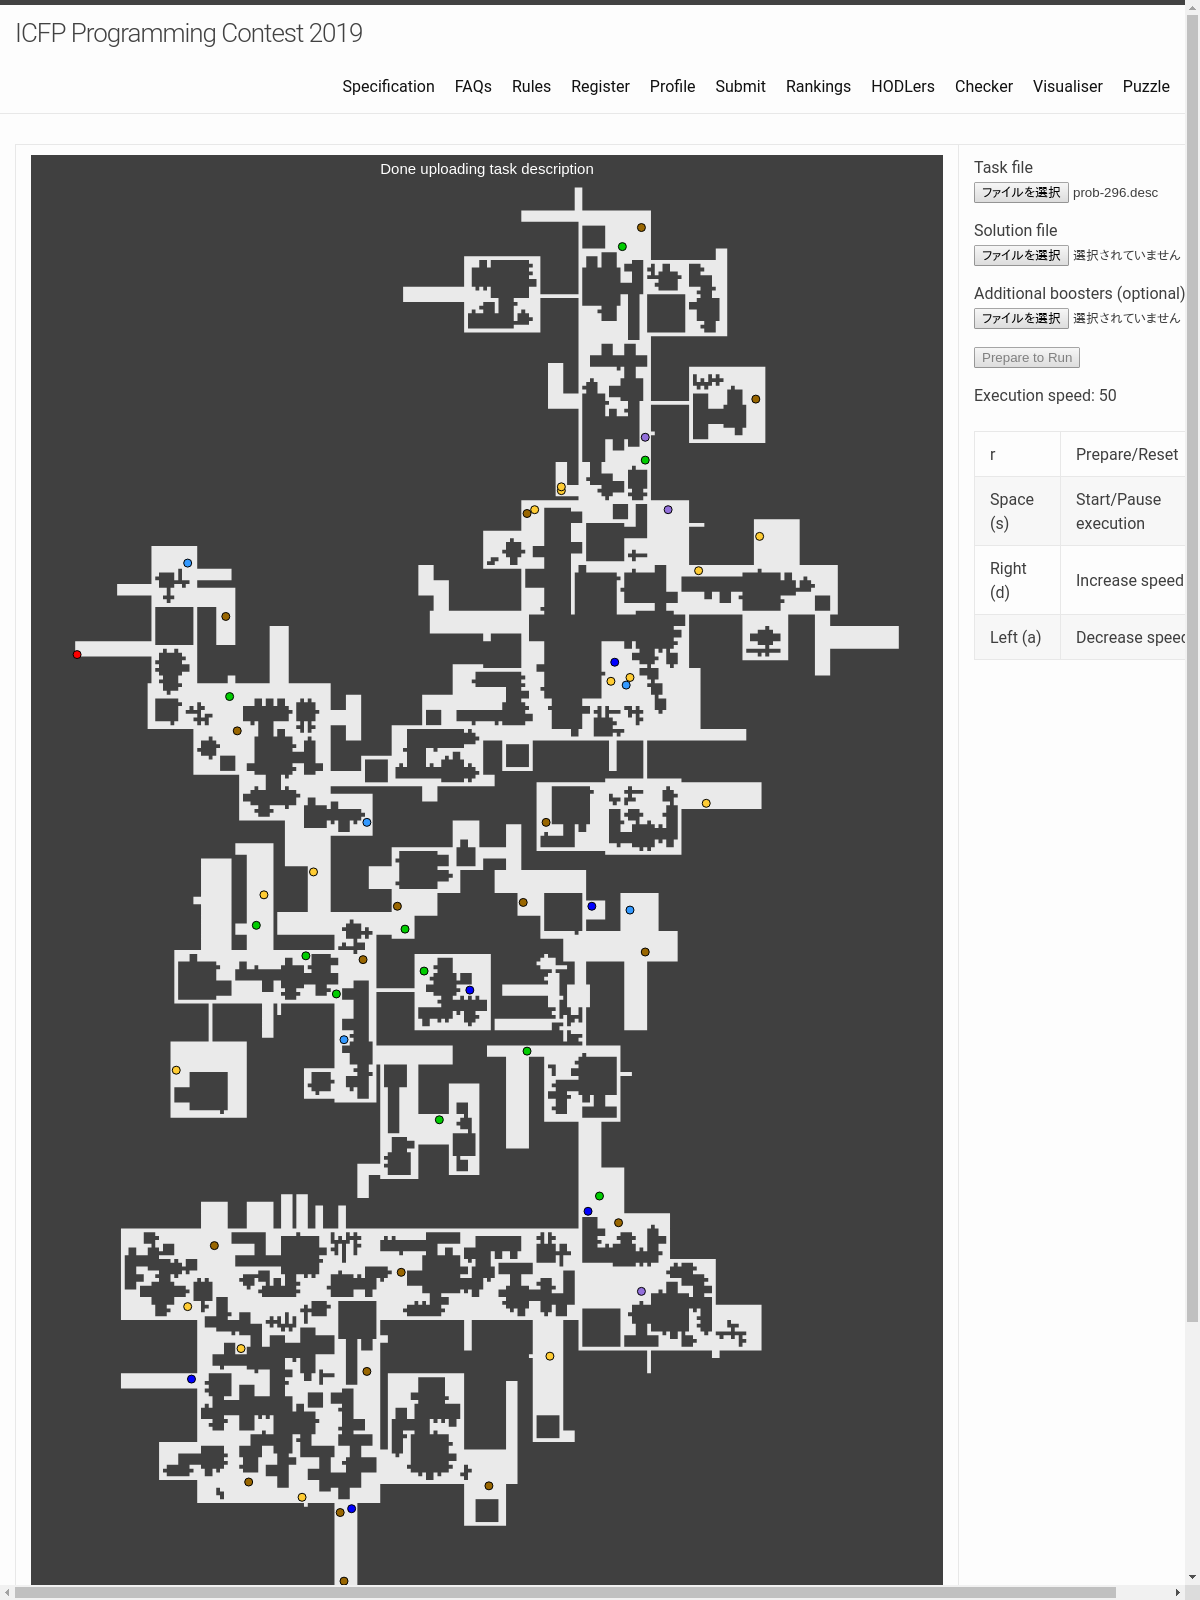 ICFP Programming Contest 2019
Specification FAQs Rules Register Profile Submit Rankings HODLers Checker Visualiser Puzzle
Done uploading task description
Task file
ファイルを選択 prob-296.desc
Solution file
ファイルを選択 選択されていません
Additional boosters (optional)
ファイルを選択 選択されていません
Prepare to Run
Execution speed: 50
r Prepare/Reset
Space (s) Start/Pause execution
Right (d) Increase speed
Left (a) Decrease speed